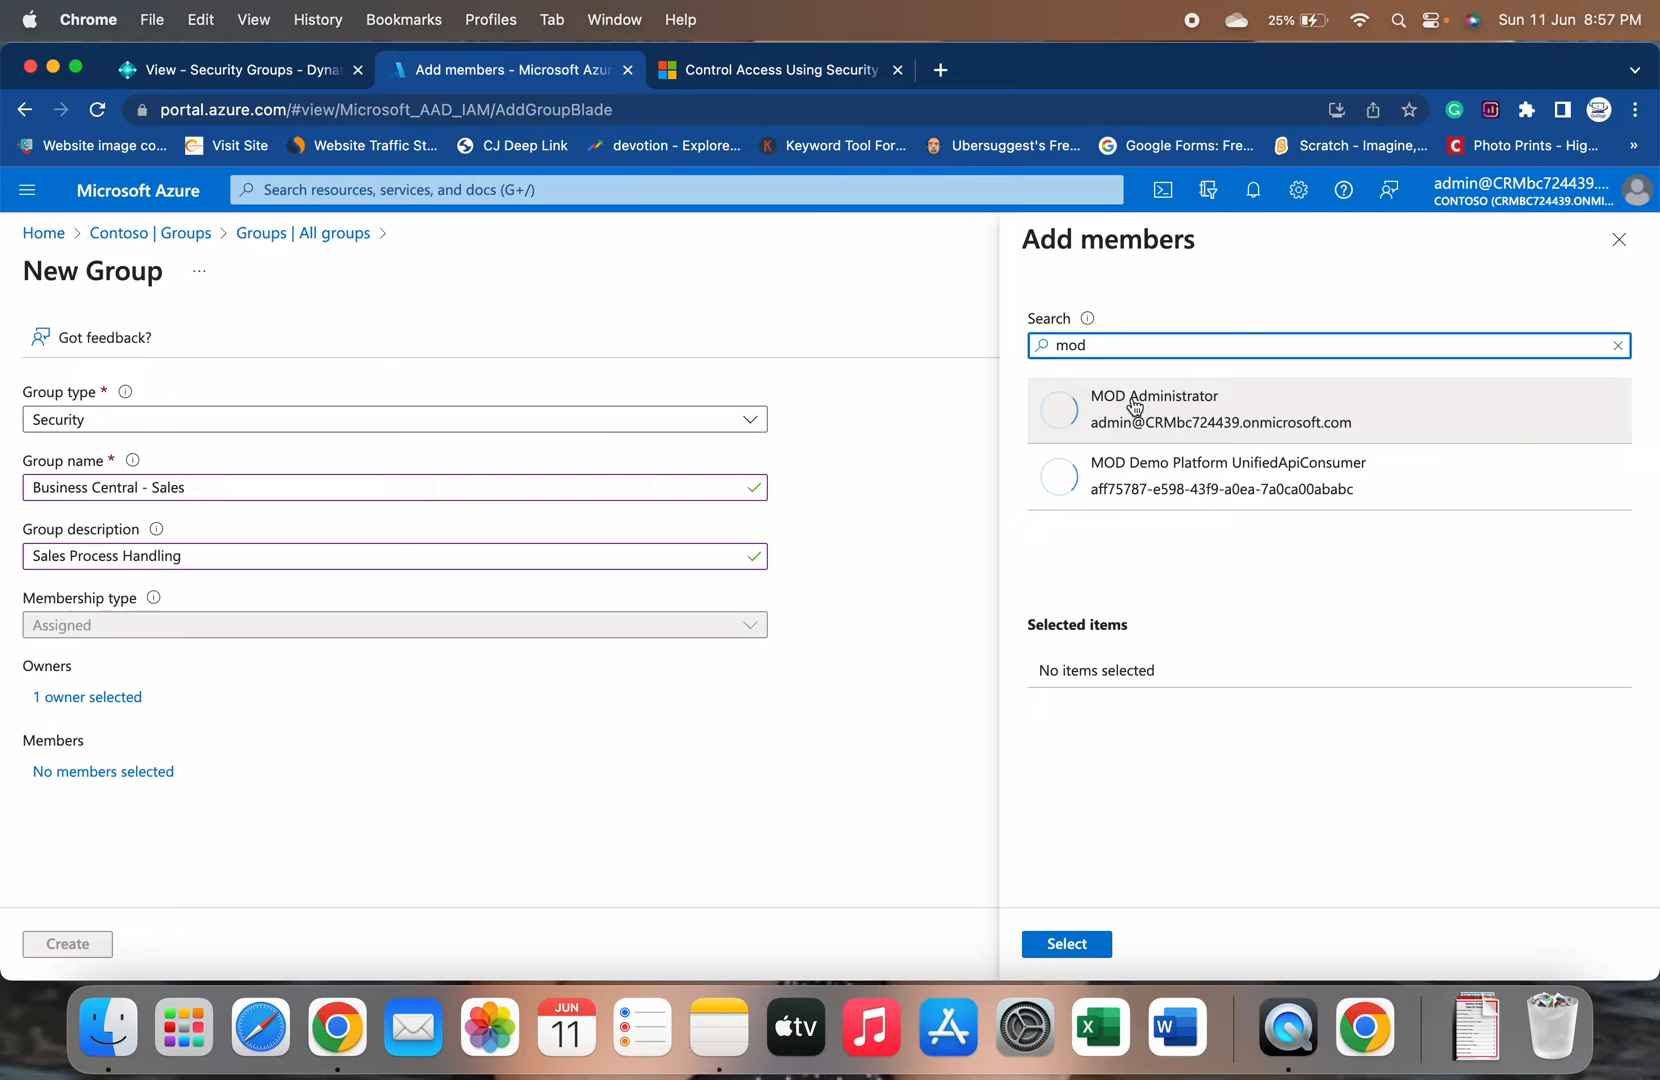 Chrome File Edit View History Bookmarks Profiles Tab Window Help 25% Sun 11 Jun 8:57 PM
View - Security Groups - Dyna Add members - Microsoft Azu Control Access Using Security
portal.azure.com/#view/Microsoft_AAD_IAM/AddGroupBlade
Website image co... Visit Site Website Traffic St... CJ Deep Link devotion - Explore... K Keyword Tool For... Ubersuggest's Fre... Google Forms: Fre... Scratch - Imagine,... C Photo Prints - Hig... »
Microsoft Azure Search resources, services, and docs (G+/) admin@CRMbc724439....
CONTOSO (CRMBC724439.ONMI...
Home > Contoso | Groups > Groups | All groups >
New Group ...
Got feedback?
Group type *
Security
Group name *
Business Central - Sales
Group description
Sales Process Handling
Membership type
Assigned
Owners
1 owner selected
Members
No members selected
Create
Add members
Search
mod
MOD Administrator
admin@CRMbc724439.onmicrosoft.com
MOD Demo Platform UnifiedApiConsumer
aff75787-e598-43f9-a0ea-7a0ca00ababc
Selected items
No items selected
Select
JUN
11
tv
X
W